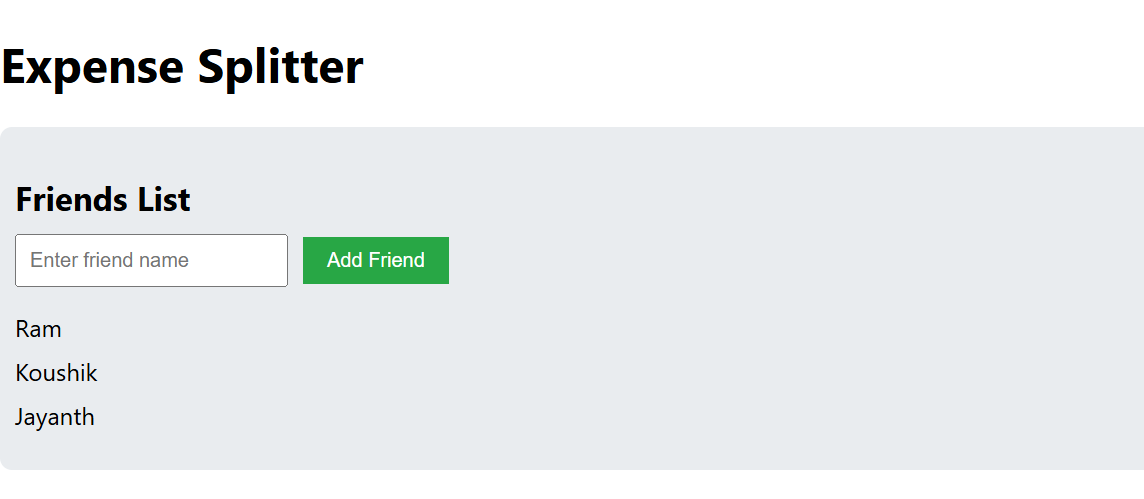 Expense Splitter
Friends List
Enter friend name Add Friend
Ram
Koushik
Jayanth